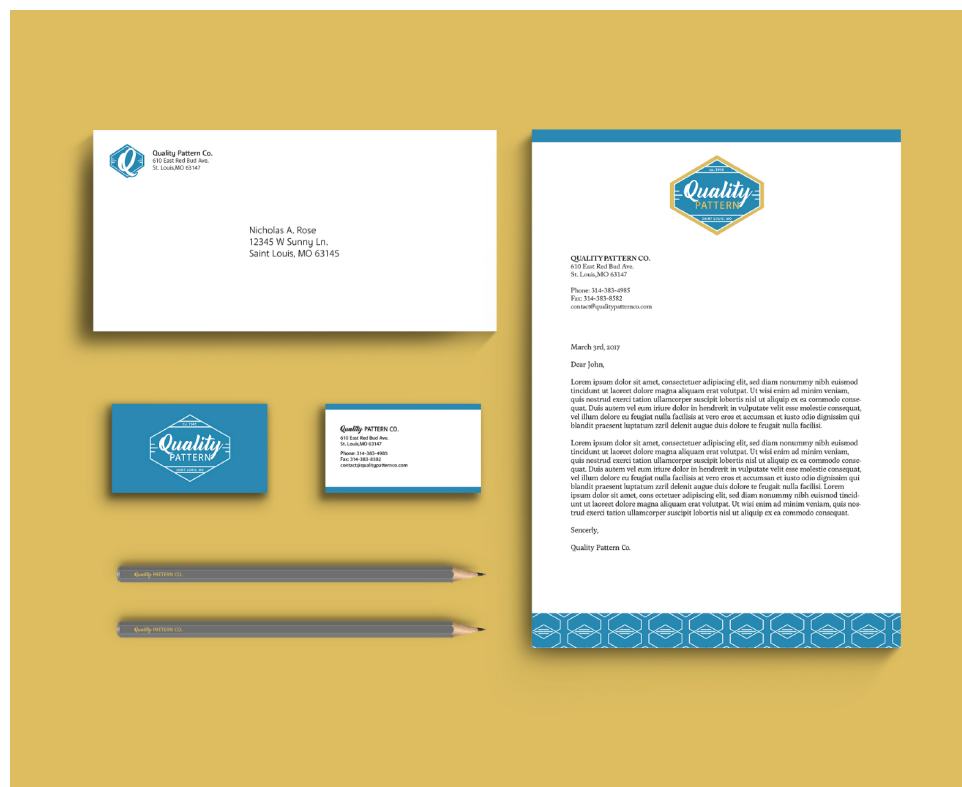 Quality Pattern Co.
610 East Red Bud Ave.
St. Louis,MO 63147
Nicholas A. Rose
12345 W Sunny Ln.
Saint Louis, MO 63145
Quality
PATTERN
SAINT LOUIS, MO
QUALITY PATTERN CO.
610 East Red Bud Ave.
St. Louis,MO 63147
Phone: 314-383-4985
Fax: 314-383-8582
contact@qualitypatternco.com
March 3rd, 2017
Dear John,
Lorem ipsum dolor sit amet, consectetuer adipiscing elit, sed diam nonummy nibh euismod
tincidunt ut laoreet dolore magna aliquam erat volutpat. Ut wisi enim ad minim veniam,
quis nostrud exerci tation ullamcorper suscipit lobortis nisl ut aliquip ex ea commodo conse-
quat. Duis autem vel eum iriure dolor in hendrerit in vulputate velit esse molestie consequat,
vel illum dolore eu feugiat nulla facilisis at vero eros et accumsan et iusto odio dignissim qui
blandit praesent luptatum zzril delenit augue duis dolore te feugait nulla facilisi.
Lorem ipsum dolor sit amet, consectetuer adipiscing elit, sed diam nonummy nibh euismod
tincidunt ut laoreet dolore magna aliquam erat volutpat. Ut wisi enim ad minim veniam,
quis nostrud exerci tation ullamcorper suscipit lobortis nisl ut aliquip ex ea commodo conse-
quat. Duis autem vel eum iriure dolor in hendrerit in vulputate velit esse molestie consequat,
vel illum dolore eu feugiat nulla facilisis at vero eros et accumsan et iusto odio dignissim qui
blandit praesent luptatum zzril delenit augue duis dolore te feugait nulla facilisi. Lorem
ipsum dolor sit amet, cons ectetuer adipiscing elit, sed diam nonummy nibh euismod tincid-
unt ut laoreet dolore magna aliquam erat volutpat. Ut wisi enim ad minim veniam, quis nos-
trud exerci tation ullamcorper suscipit lobortis nisl ut aliquip ex ea commodo consequat.
Sencerly,
Quality Pattern Co.
Quality
PATTERN
SAINT LOUIS, MO
Quality PATTERN CO.
610 East Red Bud Ave.
St. Louis,MO 63147
Phone: 314-383-4985
Fax: 314-383-8582
contact@qualitypatternco.com
Quality PATTERN CO.
Quality PATTERN CO.